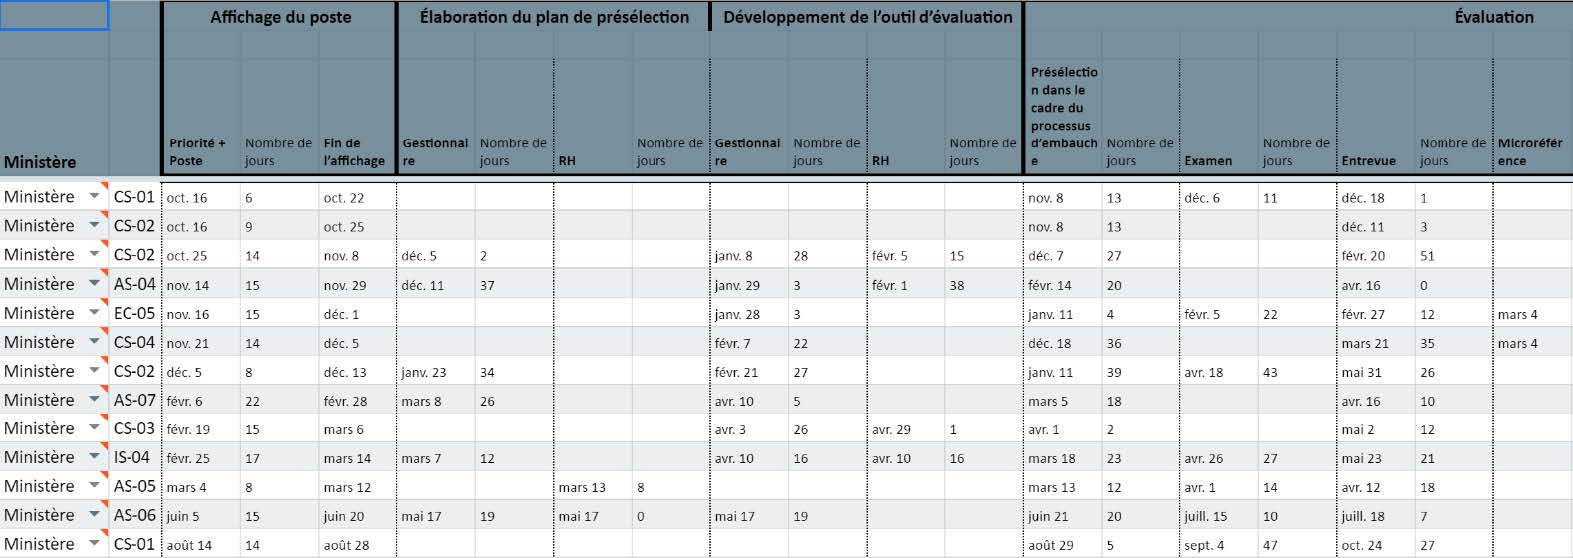 Affichage du poste Élaboration du plan de présélection Développement de l’outil d’évaluation Évaluation
Ministère Priorité + Poste Nombre de jours Fin de l’affichage Gestionnaire Nombre de jours RH Nombre de jours Gestionnaire Nombre de jours RH Nombre de jours Présélection dans le cadre du processus d’embauche Nombre de jours Examen Nombre de jours Entrevue Nombre de jours Microréférence
Ministère CS-01 oct. 16 6 oct. 22 nov. 8 13 déc. 6 11 déc. 18 1
Ministère CS-02 oct. 16 9 oct. 25 nov. 8 13 déc. 11 3
Ministère CS-02 oct. 25 14 nov. 8 déc. 5 2 janv. 8 28 févr. 5 15 déc. 7 27 févr. 20 51
Ministère AS-04 nov. 14 15 nov. 29 déc. 11 37 janv. 29 3 févr. 1 38 févr. 14 20 avr. 16 0
Ministère EC-05 nov. 16 15 déc. 1 janv. 28 3 janv. 11 4 févr. 5 22 févr. 27 12 mars 4
Ministère CS-04 nov. 21 14 déc. 5 févr. 7 22 déc. 18 36 mars 21 35 mars 4
Ministère CS-02 déc. 5 8 déc. 13 janv. 23 34 févr. 21 27 janv. 11 39 avr. 18 43 mai 31 26
Ministère AS-07 févr. 6 22 févr. 28 mars 8 26 avr. 10 5 mars 5 18 avr. 16 10
Ministère CS-03 févr. 19 15 mars 6 avr. 3 26 avr. 29 1 avr. 1 2 mai 2 12
Ministère IS-04 févr. 25 17 mars 14 mars 7 12 avr. 10 16 avr. 10 16 mars 18 23 avr. 26 27 mai 23 21
Ministère AS-05 mars 4 8 mars 12 mars 13 8 mars 13 12 avr. 1 14 avr. 12 18
Ministère AS-06 juin 5 15 juin 20 mai 17 19 mai 17 0 mai 17 19 juin 21 20 juill. 15 10 juill. 18 7
Ministère CS-01 août 14 14 août 28 août 29 5 sept. 4 47 oct. 24 27